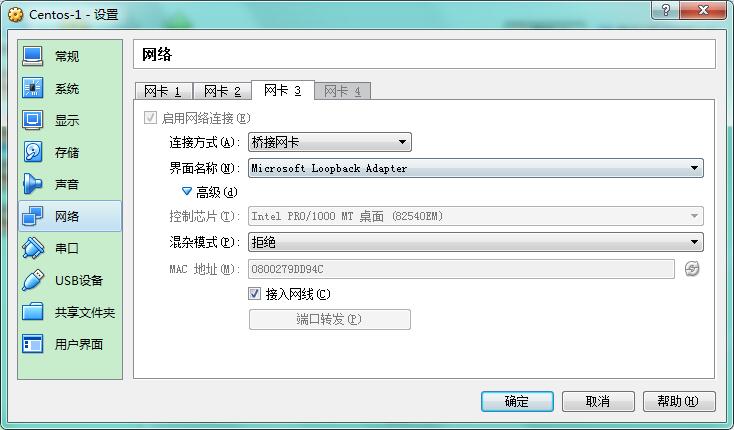 Centos-1 - 设置
常规
系统
显示
存储
声音
网络
串口
USB设备
共享文件夹
用户界面
网络
网卡 1 网卡 2 网卡 3 网卡 4
启用网络连接(E)
连接方式(A): 桥接网卡
界面名称(N): Microsoft Loopback Adapter
高级(d)
控制芯片(T): Intel PRO/1000 MT 桌面 (82540EM)
混杂模式(P): 拒绝
MAC 地址(M): 0800279DD94C
接入网线(C)
端口转发(P)
确定 取消 帮助(H)